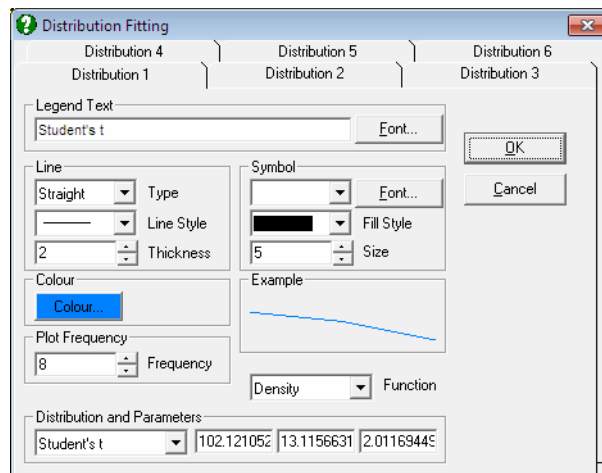 Distribution Fitting
Distribution 4 Distribution 5 Distribution 6
Distribution 1 Distribution 2 Distribution 3
Legend Text
Student's t Font...
OK
Line Symbol
Straight Type Font... Cancel
Line Style Fill Style
2 Thickness 5 Size
Colour Example
Colour...
Plot Frequency
8 Frequency
Density Function
Distribution and Parameters
Student's t 102.121052 13.1156631 2.01169449